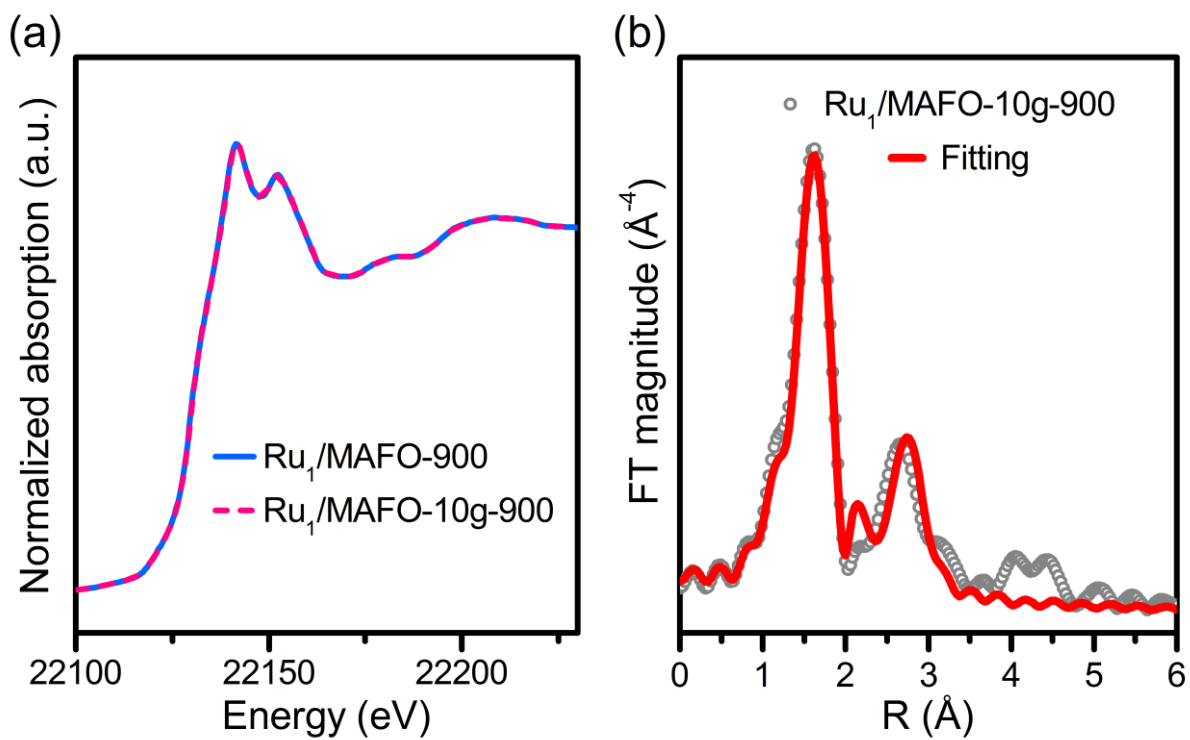 (a)
Normalized absorption (a.u.)
Ru₁/MAFO-900
Ru₁/MAFO-10g-900
22100
22150
22200
Energy (eV)
(b)
FT magnitude (Å⁻⁴)
Ru₁/MAFO-10g-900
Fitting
0 1 2 3 4 5 6
R (Å)